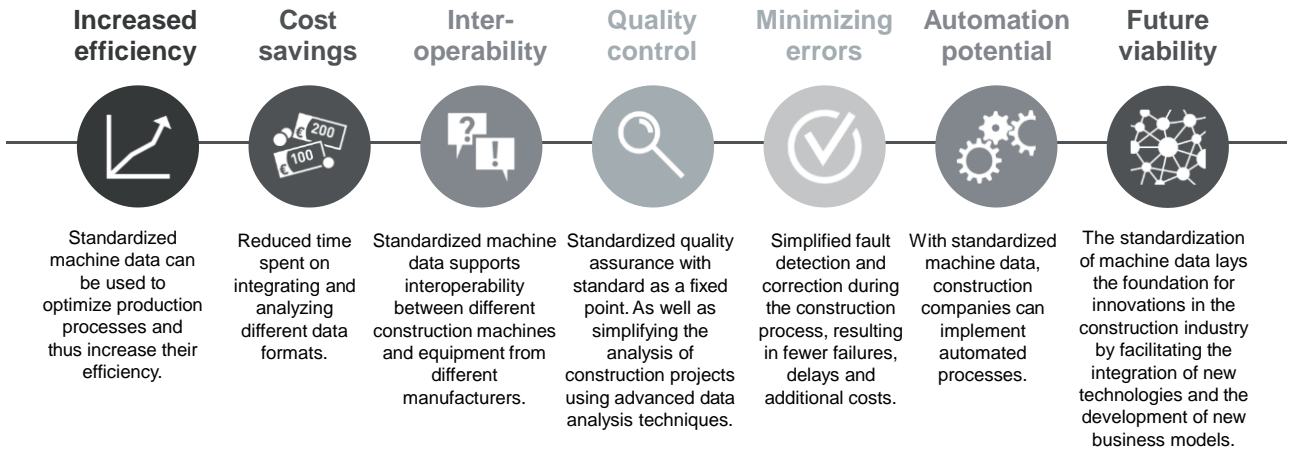 Increased
efficiency
Cost
savings
Inter-
operability
Quality
control
Minimizing
errors
Automation
potential
Future
viability
€ 200
€ 100
?
!
Standardized
machine data can
be used to
optimize production
processes and
thus increase their
efficiency.
Reduced time
spent on
integrating and
analyzing
different data
formats.
Standardized machine
data supports
interoperability
between different
construction machines
and equipment from
different
manufacturers.
Standardized quality
assurance with
standard as a fixed
point. As well as
simplifying the
analysis of
construction projects
using advanced data
analysis techniques.
Simplified fault
detection and
correction during
the construction
process, resulting
in fewer failures,
delays and
additional costs.
With standardized
machine data,
construction
companies can
implement
automated
processes.
The standardization
of machine data lays
the foundation for
innovations in the
construction industry
by facilitating the
integration of new
technologies and the
development of new
business models.